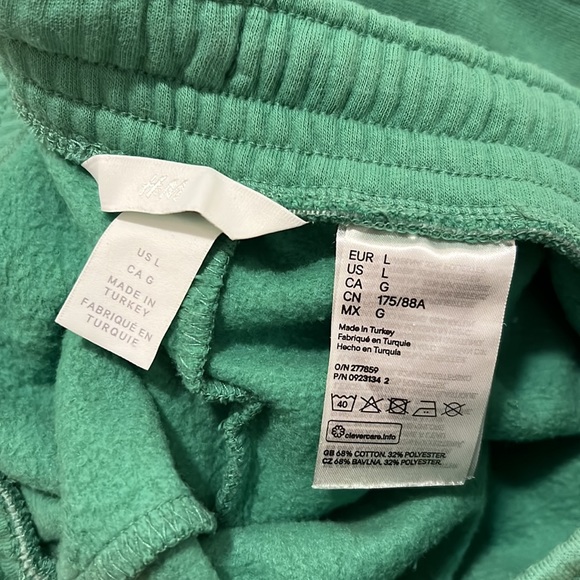 H&M
US L
CA G
MADE IN
TURKEY
FABRIQUÉ EN
TURQUIE
EUR L
US L
CA G
CN 175/88A
MX G
Made in Turkey
Fabriqué en Turquie
Hecho en Turquía
O/N 277859
P/N 0923134 2
40
clevercare.info
GB 68% COTTON. 32% POLYESTER.
CZ 68% BAVLNA. 32% POLYESTER.